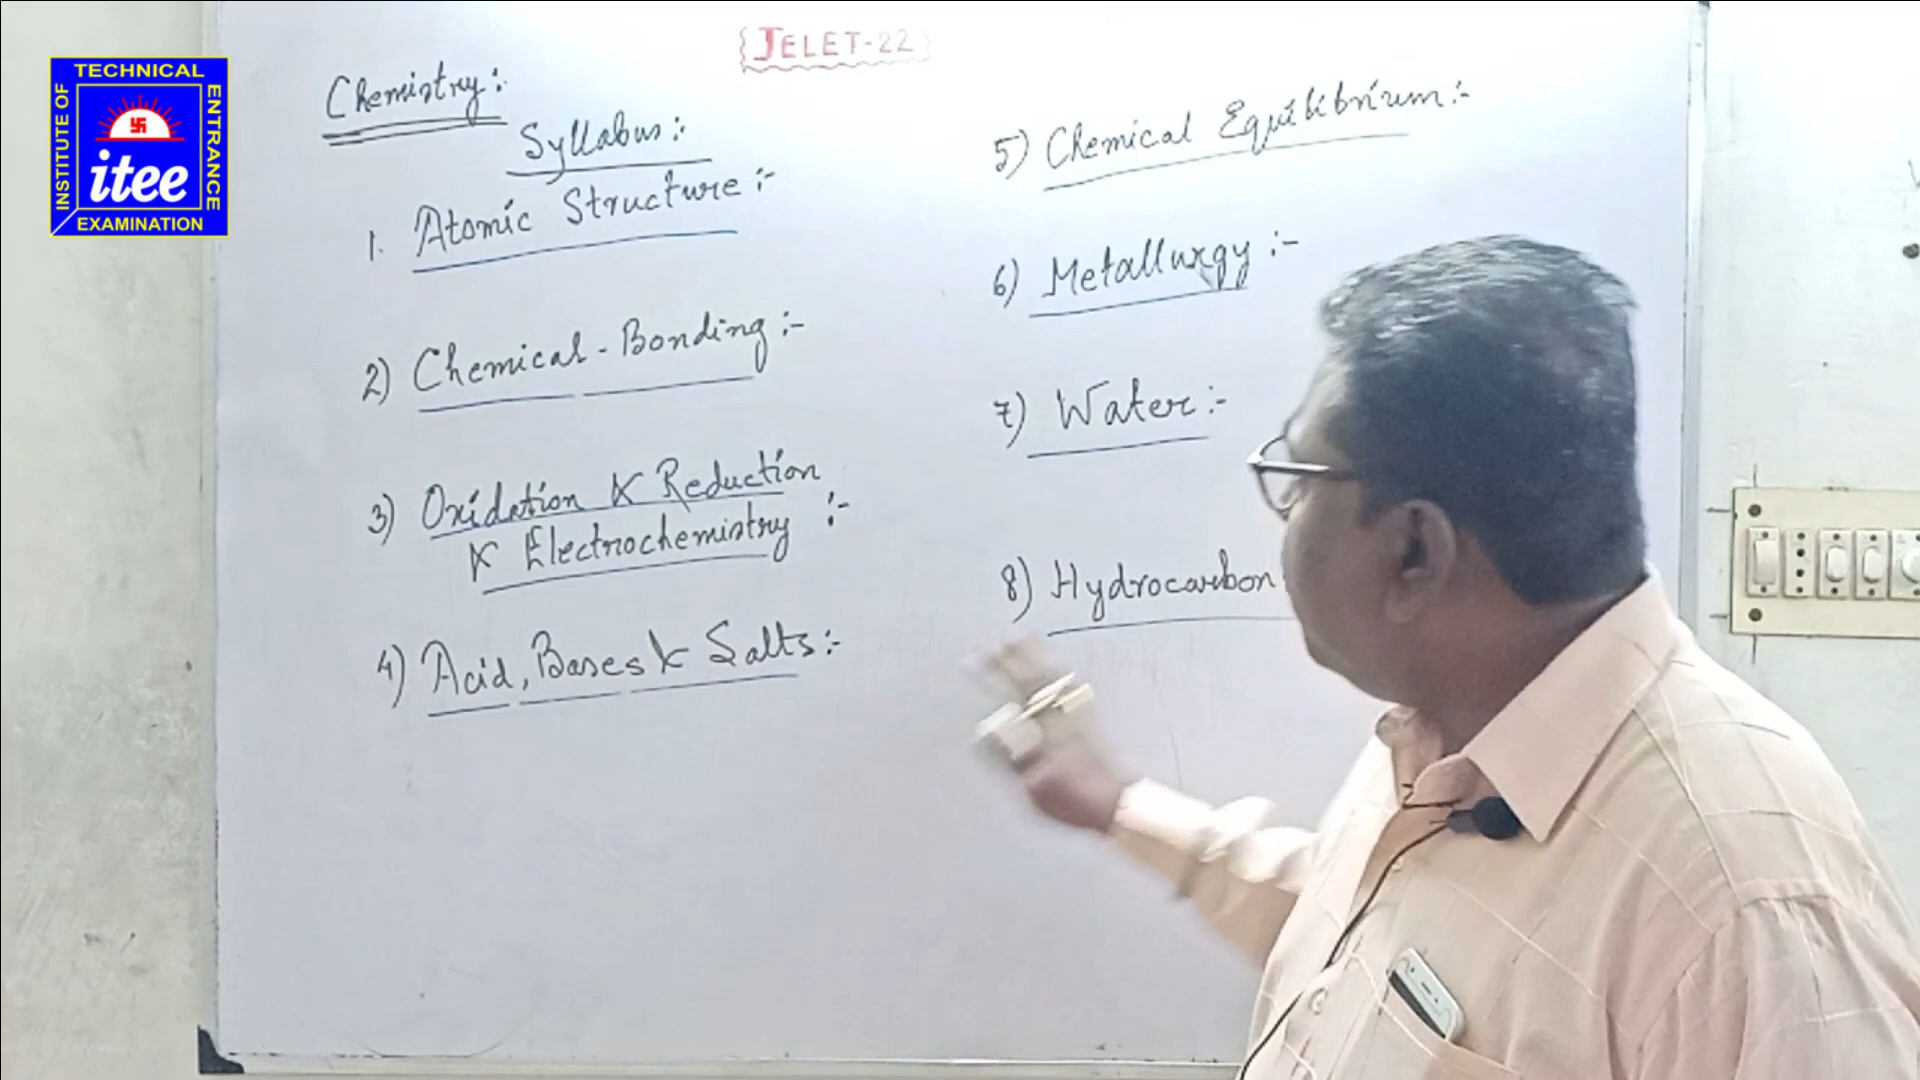 TECHNICAL
INSTITUTE OF
ENTRANCE
itee
EXAMINATION
JELET-22
Chemistry:
Syllabus:
1. Atomic Structure:-
2) Chemical-Bonding:-
3) Oxidation & Reduction
& Electrochemistry:-
4) Acid, Bases & Salts:-
5) Chemical Equilibrium:-
6) Metallurgy:-
7) Water:-
8) Hydrocarbon